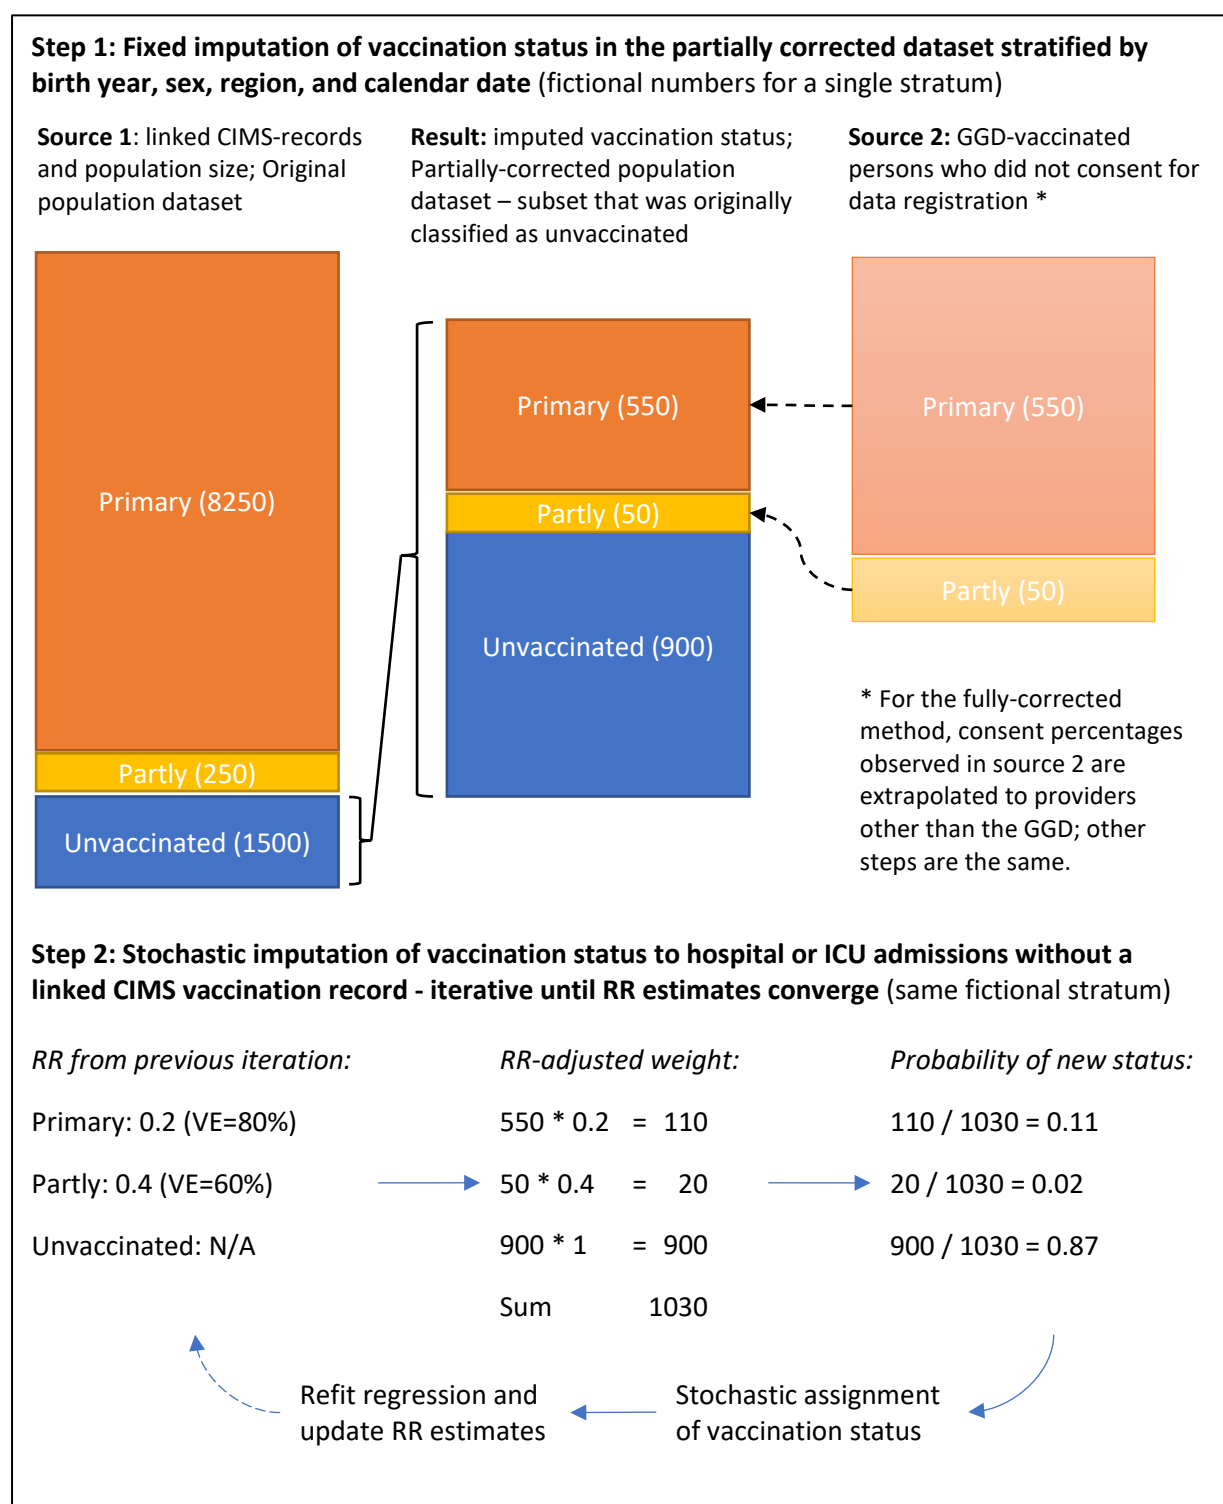 Step 1: Fixed imputation of vaccination status in the partially corrected dataset stratified by
birth year, sex, region, and calendar date (fictional numbers for a single stratum)
Source 1: linked CIMS-records
and population size; Original
population dataset
Result: imputed vaccination status;
Partially-corrected population
dataset – subset that was originally
classified as unvaccinated
Source 2: GGD-vaccinated
persons who did not consent for
data registration *
Primary (8250)
Partly (250)
Unvaccinated (1500)
Primary (550)
Partly (50)
Unvaccinated (900)
Primary (550)
Partly (50)
* For the fully-corrected
method, consent percentages
observed in source 2 are
extrapolated to providers
other than the GGD; other
steps are the same.
Step 2: Stochastic imputation of vaccination status to hospital or ICU admissions without a
linked CIMS vaccination record - iterative until RR estimates converge (same fictional stratum)
RR from previous iteration:
RR-adjusted weight:
Probability of new status:
Primary: 0.2 (VE=80%)
550 * 0.2 = 110
110 / 1030 = 0.11
Partly: 0.4 (VE=60%)
50 * 0.4 = 20
20 / 1030 = 0.02
Unvaccinated: N/A
900 * 1 = 900
900 / 1030 = 0.87
Sum 1030
Refit regression and
update RR estimates
Stochastic assignment
of vaccination status